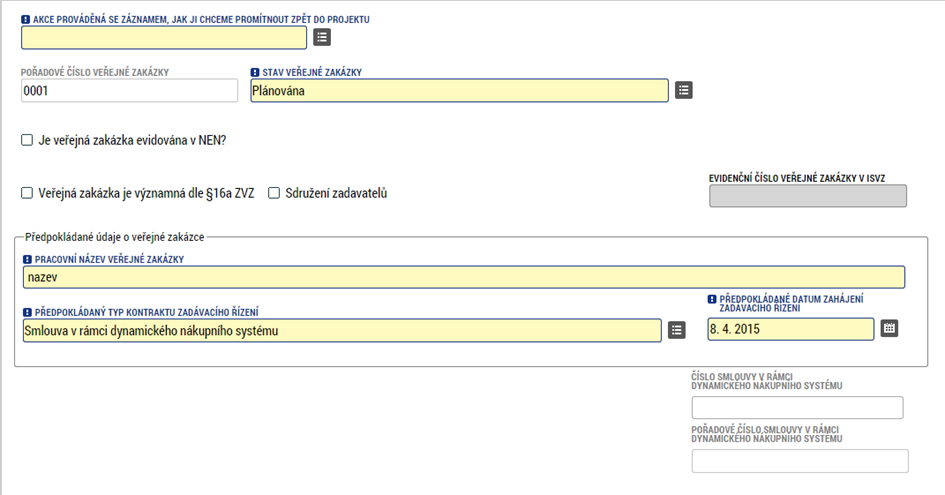 AKCE PROVÁDĚNÁ SE ZÁZNAMEM, JAK JI CHCEME PROMÍTNOUT ZPĚT DO PROJEKTU
POŘADOVÉ ČÍSLO VEŘEJNÉ ZAKÁZKY
STAV VEŘEJNÉ ZAKÁZKY
0001
Plánována
Je veřejná zakázka evidována v NEN?
Veřejná zakázka je významná dle §16a ZVZ
Sdružení zadavatelů
EVIDENČNÍ ČÍSLO VEŘEJNÉ ZAKÁZKY V ISVZ
Předpokládané údaje o veřejné zakázce
PRACOVNÍ NÁZEV VEŘEJNÉ ZAKÁZKY
nazev
PŘEDPOKLÁDANÝ TYP KONTRAKTU ZADÁVACÍHO ŘÍZENÍ
Smlouva v rámci dynamického nákupního systému
PŘEDPOKLÁDANÉ DATUM ZAHÁJENÍ
ZADÁVACÍHO ŘÍZENÍ
8. 4. 2015
ČÍSLO SMLOUVY V RÁMCI
DYNAMICKÉHO NÁKUPNÍHO SYSTÉMU
POŘADOVÉ ČÍSLO SMLOUVY V RÁMCI
DYNAMICKÉHO NÁKUPNÍHO SYSTÉMU